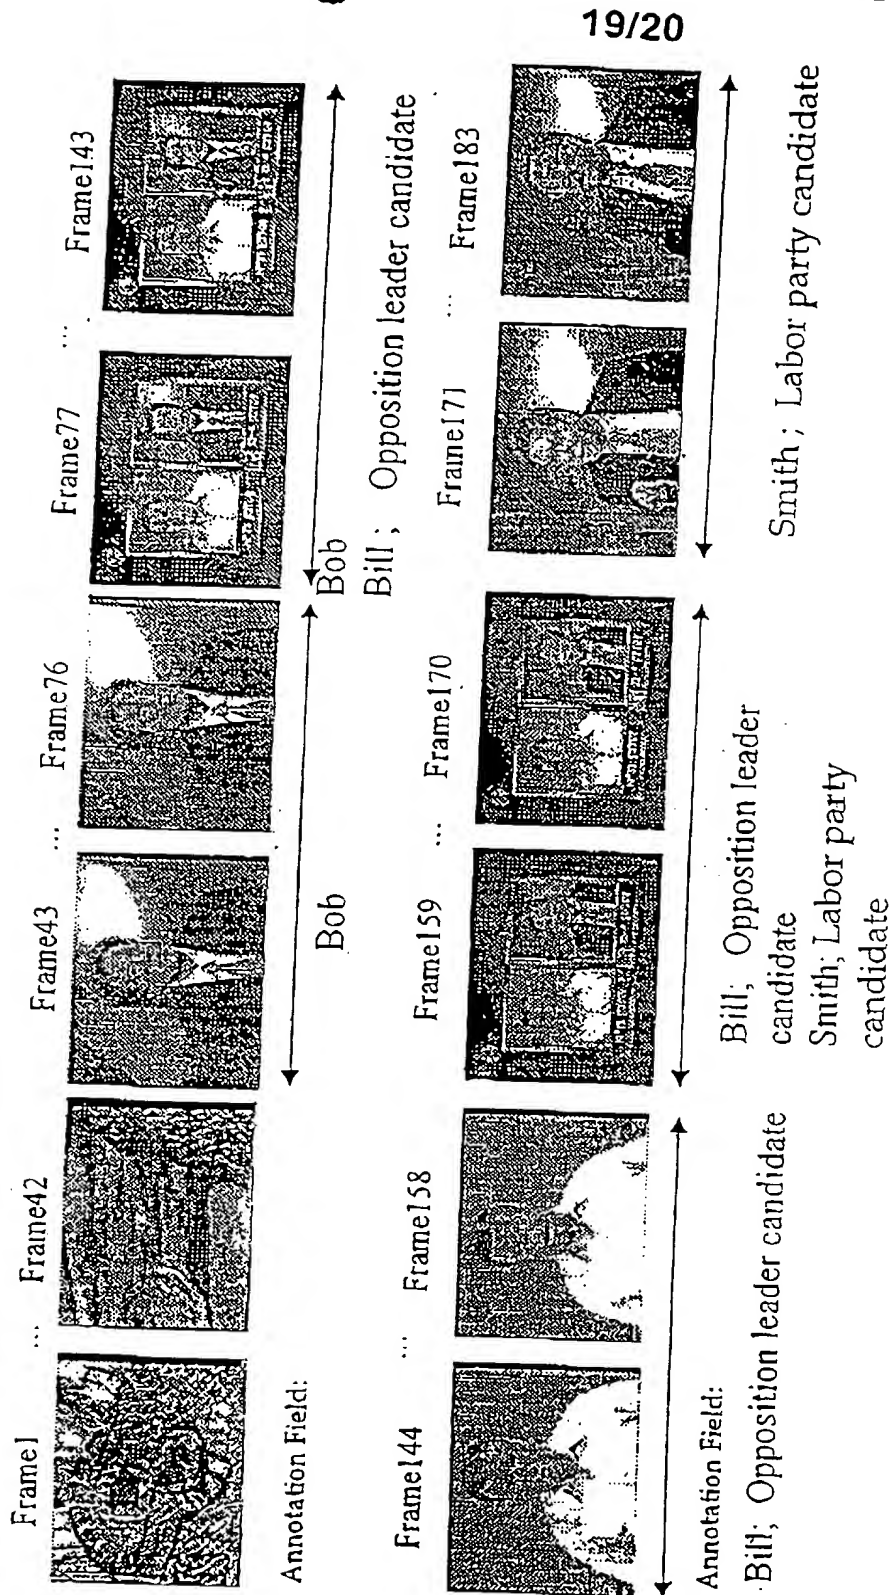 19/20
Frame1 ... Frame42 Frame43 ... Frame76 Frame77 ... Frame143
Annotation Field:
Bob
Bob
Bill; Opposition leader candidate
Frame144 ... Frame158 Frame159 ... Frame170 Frame171 ... Frame183
Annotation Field:
Bill; Opposition leader candidate
Bill; Opposition leader
candidate
Smith; Labor party
candidate
Smith; Labor party candidate